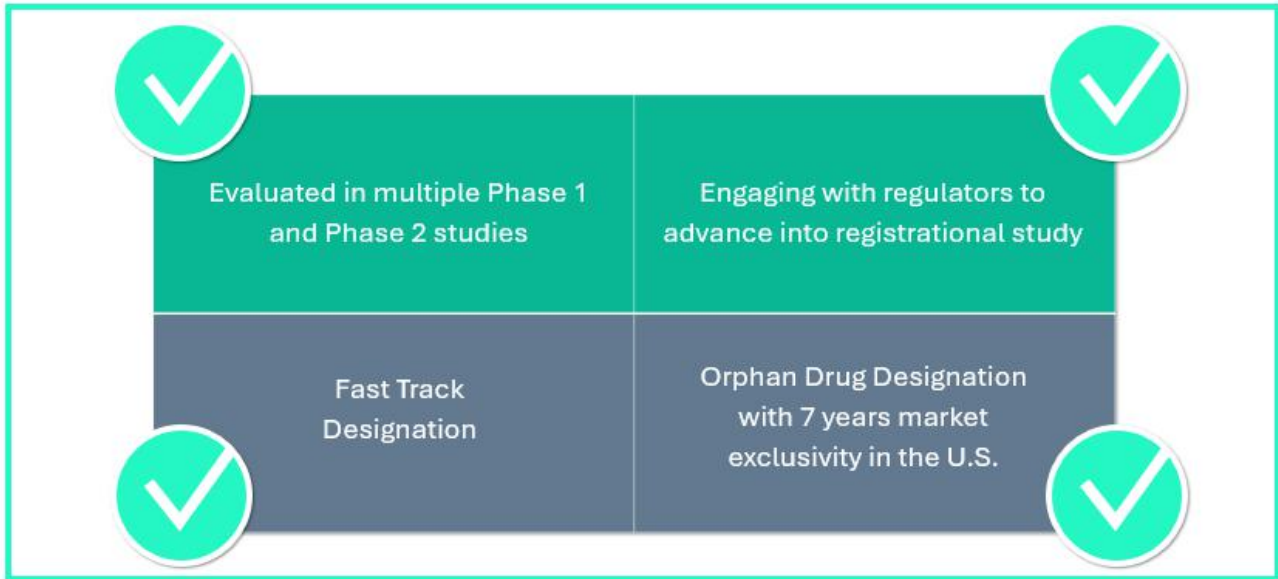 Evaluated in multiple Phase 1
and Phase 2 studies
Engaging with regulators to
advance into registrational study
Fast Track
Designation
Orphan Drug Designation
with 7 years market
exclusivity in the U.S.